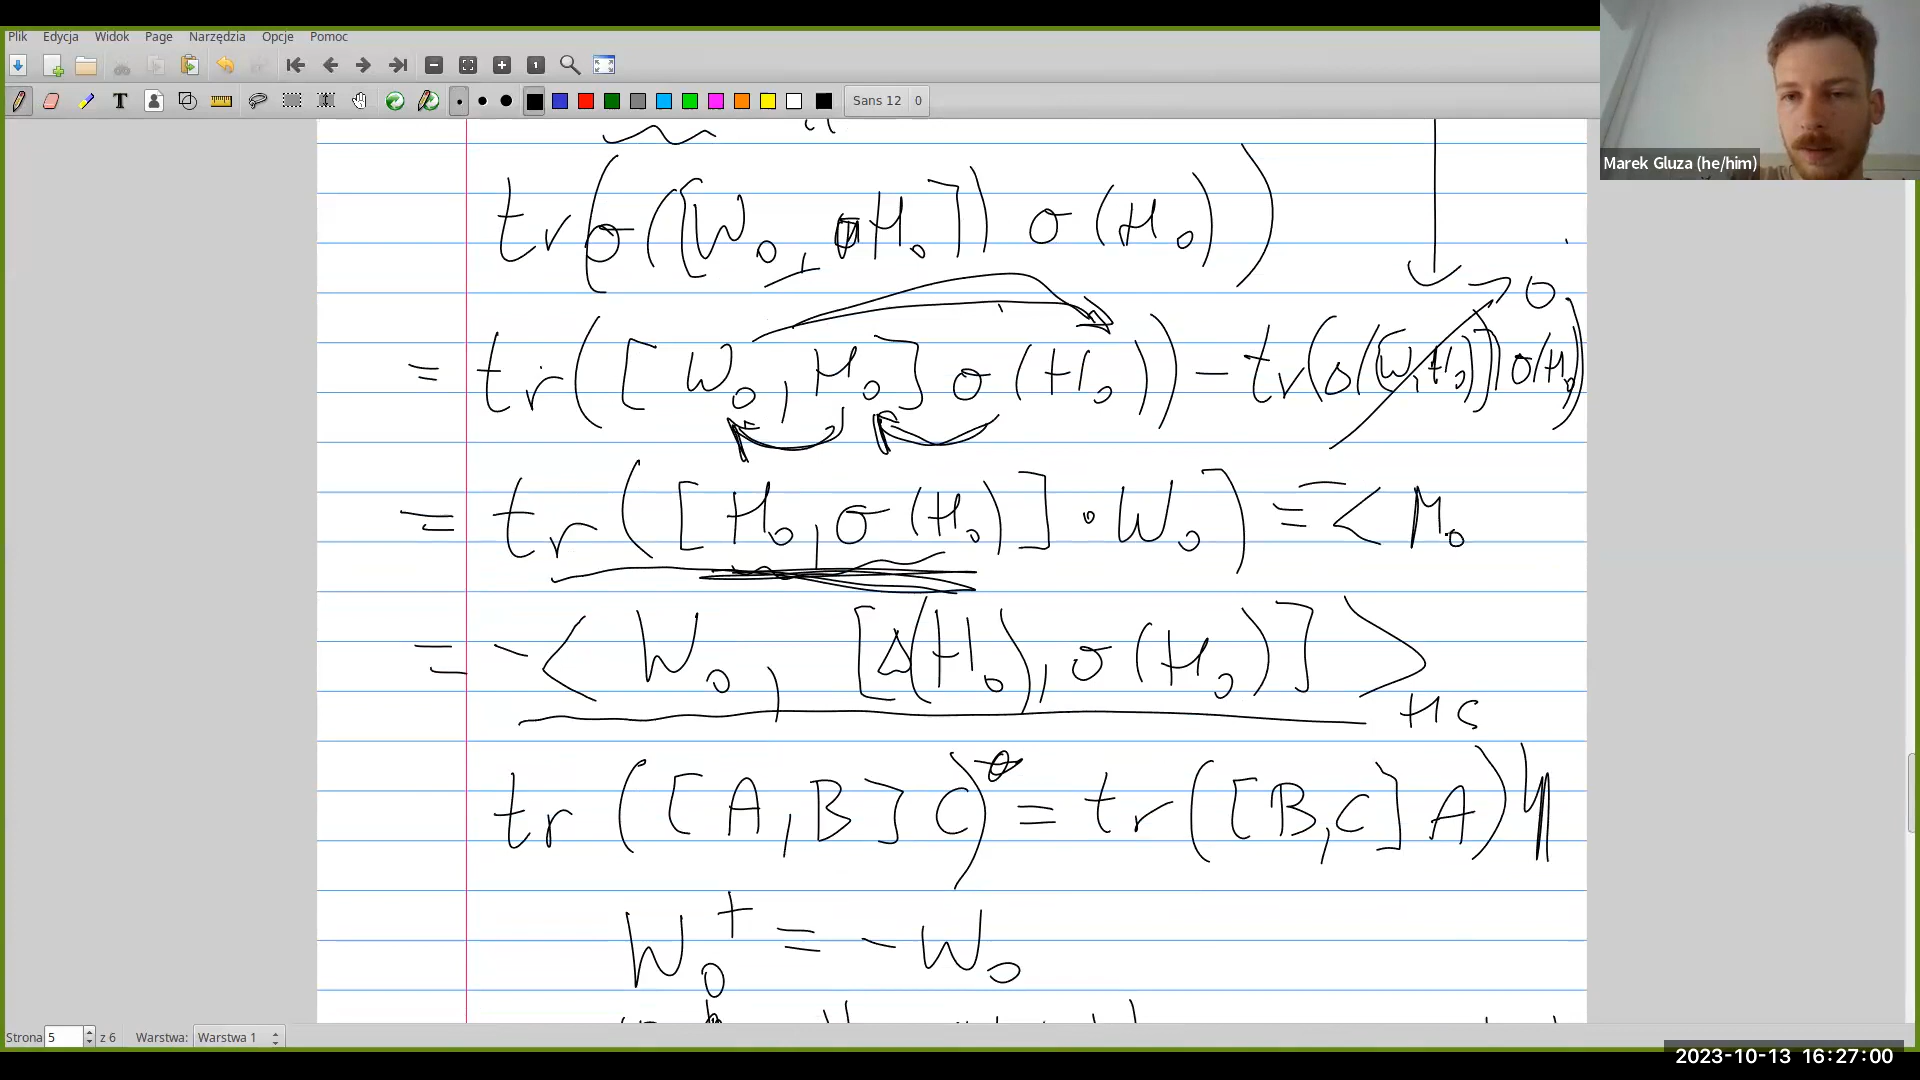 Plik Edycja Widok Page Narzędzia Opcje Pomoc
Sans 12 0
Marek Gluza (he/him)
tr(σ([W₀, H₀]) σ(H₀))
= tr([W₀, H₀] σ(H₀)) − tr(Δ([W₀, H₀]) σ(H₀)) → 0
= tr([H₀, σ(H₀)] · W₀) = − < M₀
= - < W₀, [Δ(H₀), σ(H₀)] >HS
tr([A, B] C) = tr([B, C] A)
W₀† = - W₀
Strona 5 z 6 Warstwa: Warstwa 1
2023-10-13 16:27:00